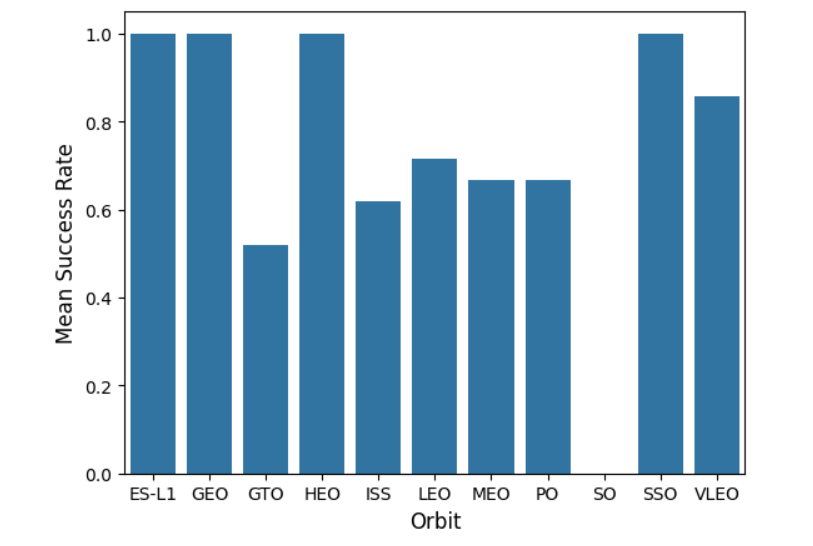 1.0
0.8
0.6
0.4
0.2
0.0
Mean Success Rate
ES-L1 GEO GTO HEO ISS LEO MEO PO SO SSO VLEO
Orbit